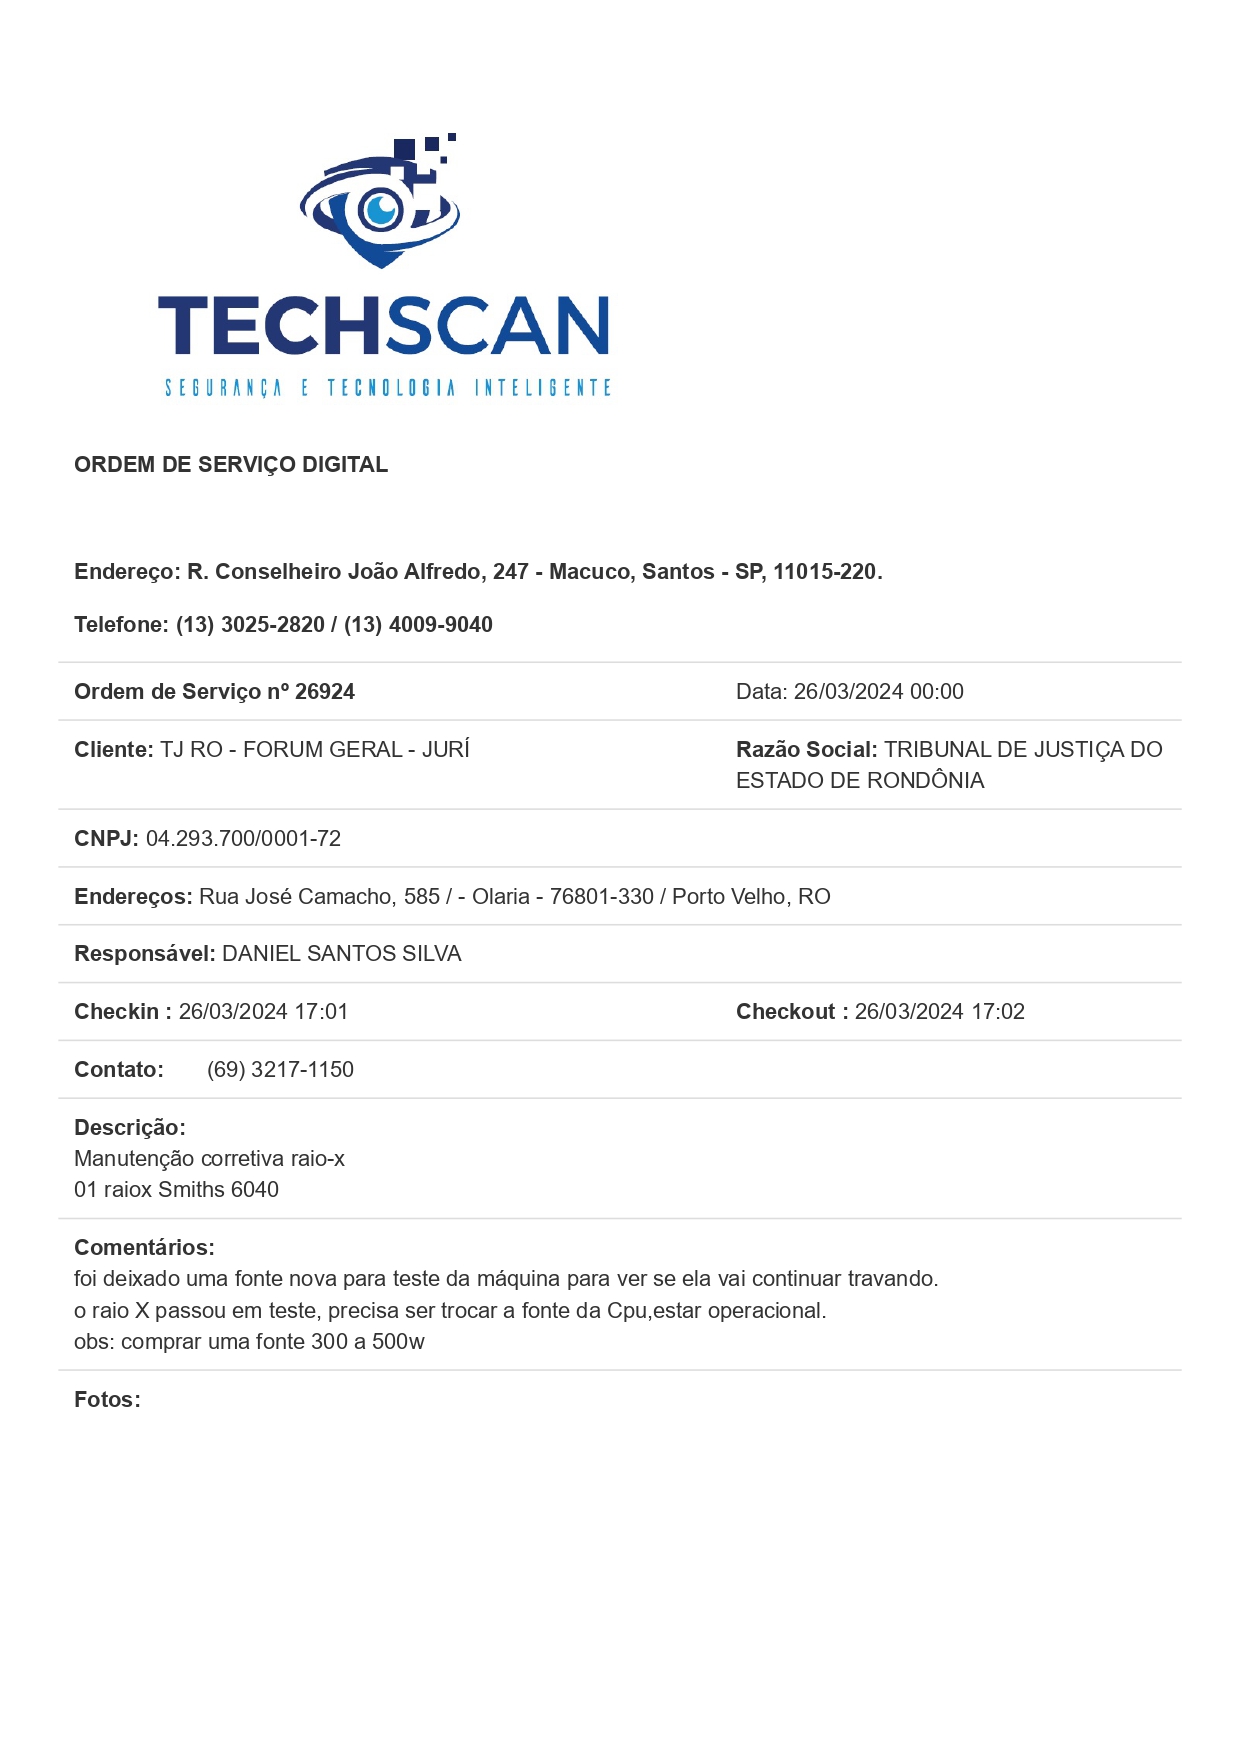 TECHSCAN
SEGURANÇA E TECNOLOGIA INTELIGENTE
ORDEM DE SERVIÇO DIGITAL
Endereço: R. Conselheiro João Alfredo, 247 - Macuco, Santos - SP, 11015-220.
Telefone: (13) 3025-2820 / (13) 4009-9040
Ordem de Serviço nº 26924 Data: 26/03/2024 00:00
Cliente: TJ RO - FORUM GERAL - JURÍ Razão Social: TRIBUNAL DE JUSTIÇA DO
ESTADO DE RONDÔNIA
CNPJ: 04.293.700/0001-72
Endereços: Rua José Camacho, 585 / - Olaria - 76801-330 / Porto Velho, RO
Responsável: DANIEL SANTOS SILVA
Checkin : 26/03/2024 17:01 Checkout : 26/03/2024 17:02
Contato: (69) 3217-1150
Descrição:
Manutenção corretiva raio-x
01 raiox Smiths 6040
Comentários:
foi deixado uma fonte nova para teste da máquina para ver se ela vai continuar travando.
o raio X passou em teste, precisa ser trocar a fonte da Cpu,estar operacional.
obs: comprar uma fonte 300 a 500w
Fotos: